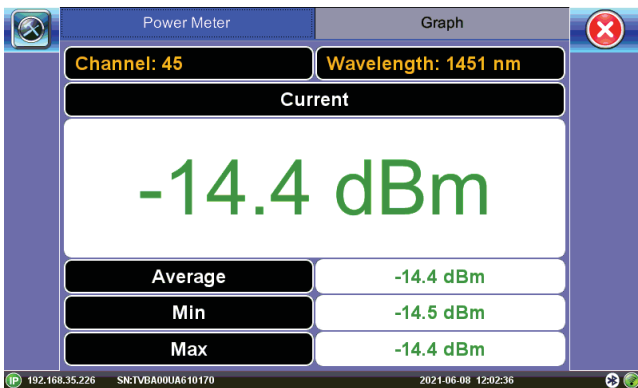 Power Meter Graph
Channel: 45 Wavelength: 1451 nm
Current
-14.4 dBm
Average -14.4 dBm
Min -14.5 dBm
Max -14.4 dBm
IP 192.168.35.226 SN:TVBA00UA610170 2021-06-08 12:02:36